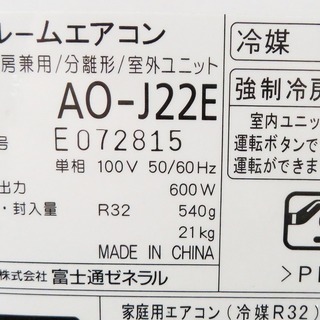 ルームエアコン
房兼用/分離形/室外ユニット
AO-J22E
号 E072815
単相 100V 50/60Hz
出力 600W
・封入量 R32 540g
21kg
MADE IN CHINA
株式会社 富士通ゼネラル
冷媒
強制冷房
室内ユニッ
運転ボタンで
運転ができま
>P
家庭用エアコン(冷媒R32)